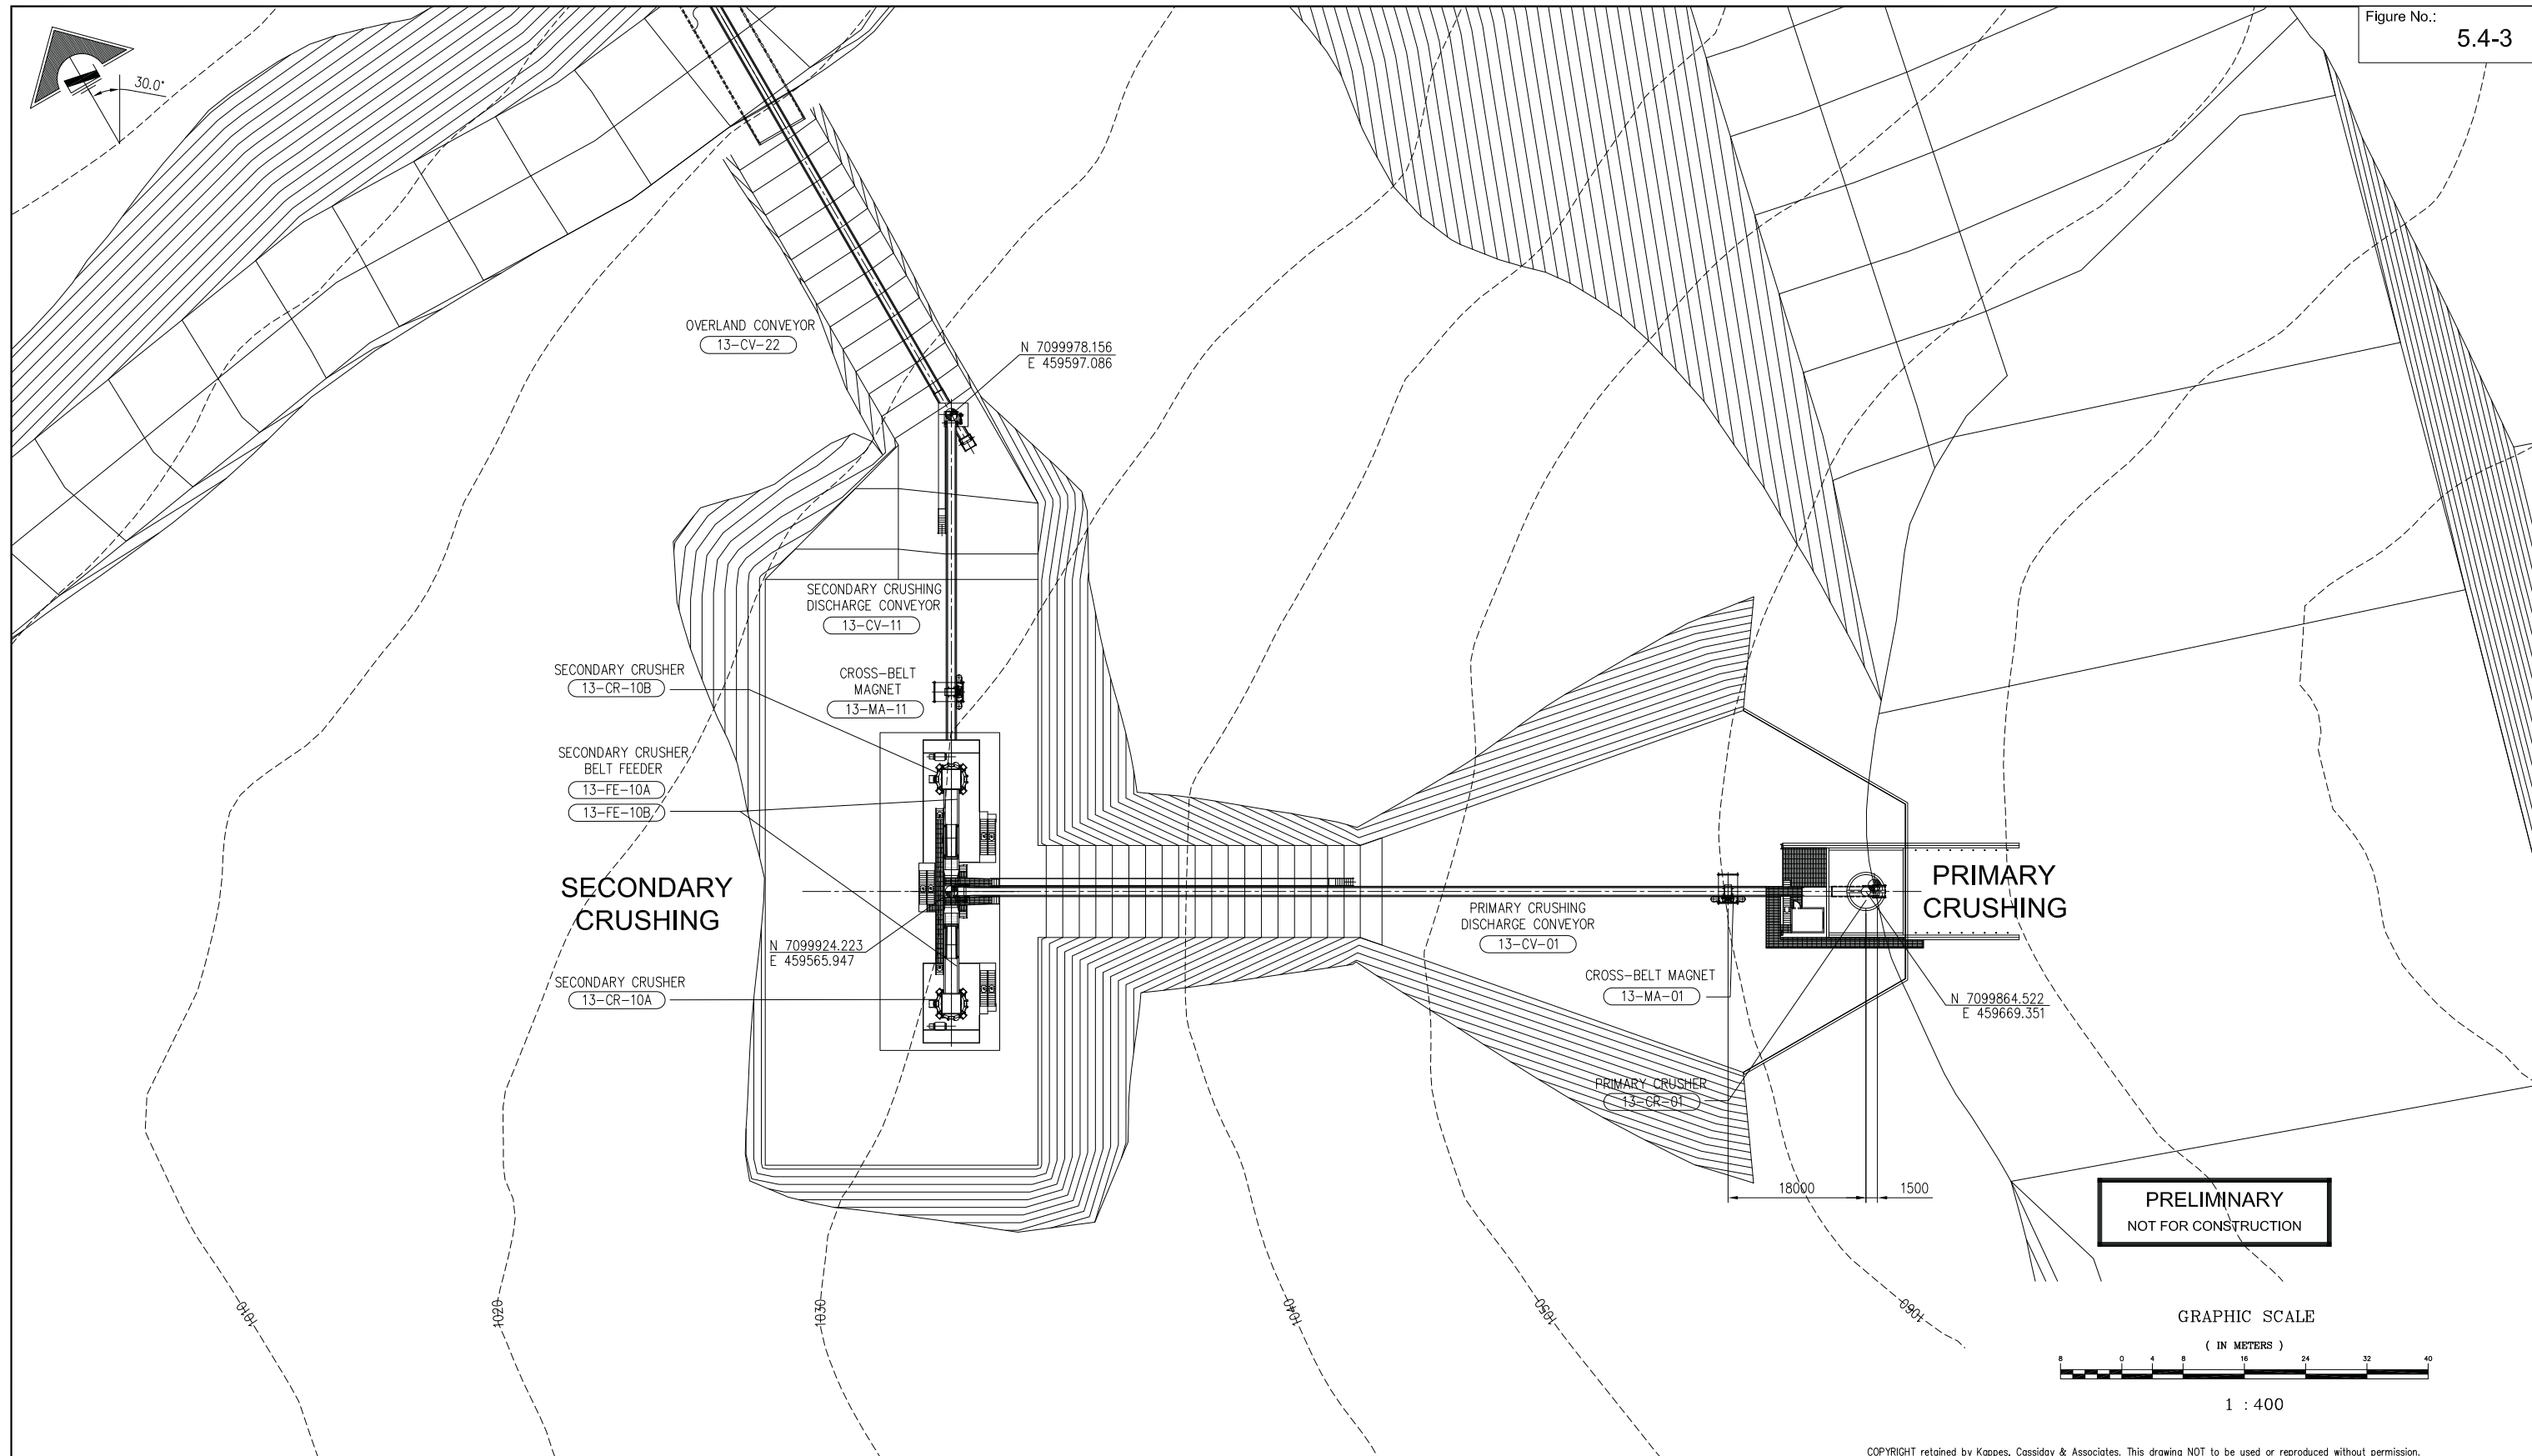 Figure No.:
5.4-3
30.0°
OVERLAND CONVEYOR
13-CV-22
N 7099978.156
E 459597.086
SECONDARY CRUSHING
DISCHARGE CONVEYOR
13-CV-11
SECONDARY CRUSHER
13-CR-10B
CROSS-BELT
MAGNET
13-MA-11
SECONDARY CRUSHER
BELT FEEDER
13-FE-10A
13-FE-10B
SECONDARY
CRUSHING
N 7099924.223
E 459565.947
SECONDARY CRUSHER
13-CR-10A
PRIMARY CRUSHING
DISCHARGE CONVEYOR
13-CV-01
PRIMARY
CRUSHING
CROSS-BELT MAGNET
13-MA-01
N 7099864.522
E 459669.351
PRIMARY CRUSHER
13-CR-01
18000
1500
PRELIMINARY
NOT FOR CONSTRUCTION
1010
1020
1030
1040
1050
1060
GRAPHIC SCALE
( IN METERS )
8 0 4 8 16 24 32 40
1 : 400
COPYRIGHT retained by Kappes, Cassiday & Associates. This drawing NOT to be used or reproduced without permission.